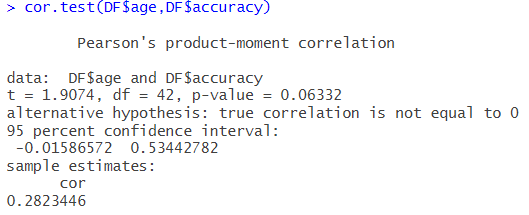 > cor.test(DF$age,DF$accuracy)
Pearson's product-moment correlation
data:  DF$age and DF$accuracy
t = 1.9074, df = 42, p-value = 0.06332
alternative hypothesis: true correlation is not equal to 0
95 percent confidence interval:
-0.01586572  0.53442782
sample estimates:
cor
0.2823446